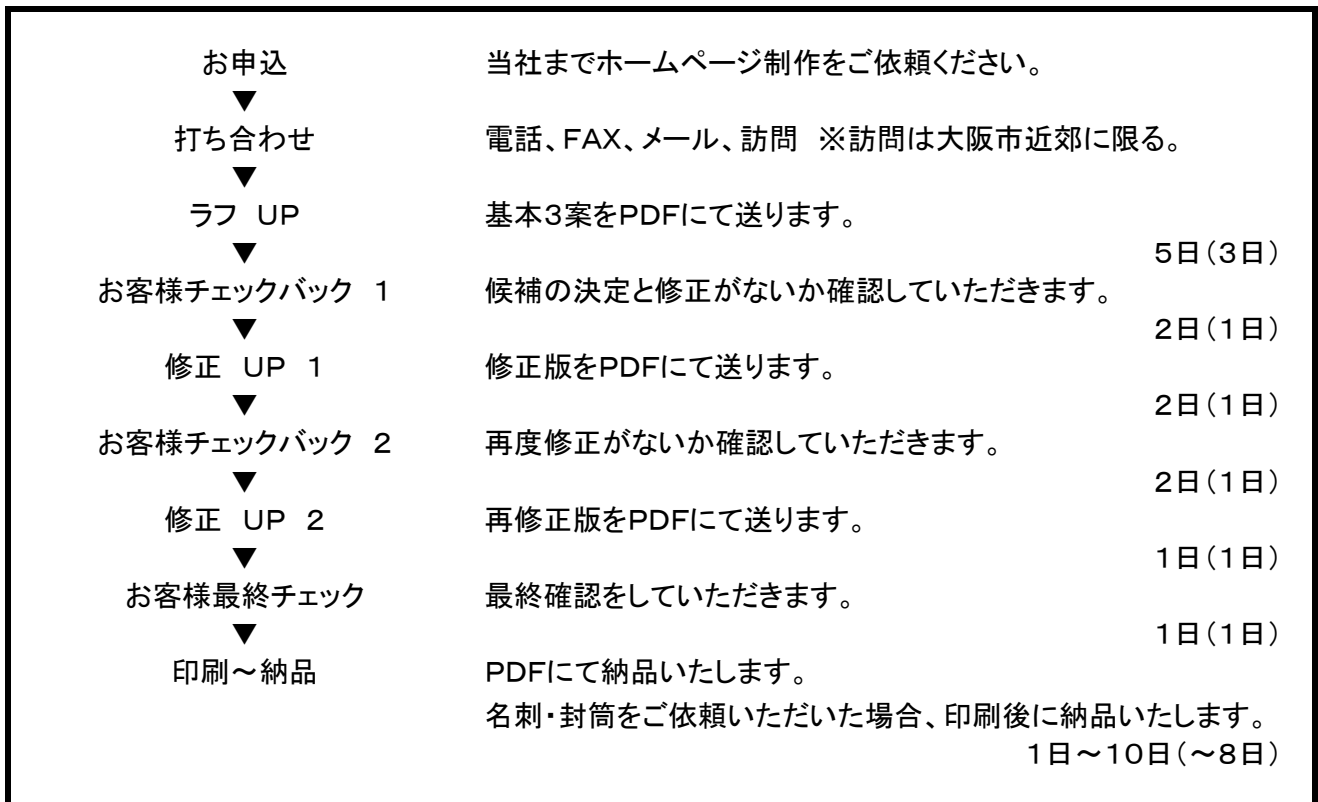 お申込　当社までホームページ制作をご依頼ください。
▼
打ち合わせ　電話、FAX、メール、訪問　※訪問は大阪市近郊に限る。
▼
ラフ　UP　基本３案をPDFにて送ります。
▼　５日（３日）
お客様チェックバック　１　候補の決定と修正がないか確認していただきます。
▼　２日（１日）
修正　UP　１　修正版をPDFにて送ります。
▼　２日（１日）
お客様チェックバック　２　再度修正がないか確認していただきます。
▼　２日（１日）
修正　UP　２　再修正版をPDFにて送ります。
▼　１日（１日）
お客様最終チェック　最終確認をしていただきます。
▼　１日（１日）
印刷～納品　PDFにて納品いたします。
名刺・封筒をご依頼いただいた場合、印刷後に納品いたします。
１日～１０日（～８日）